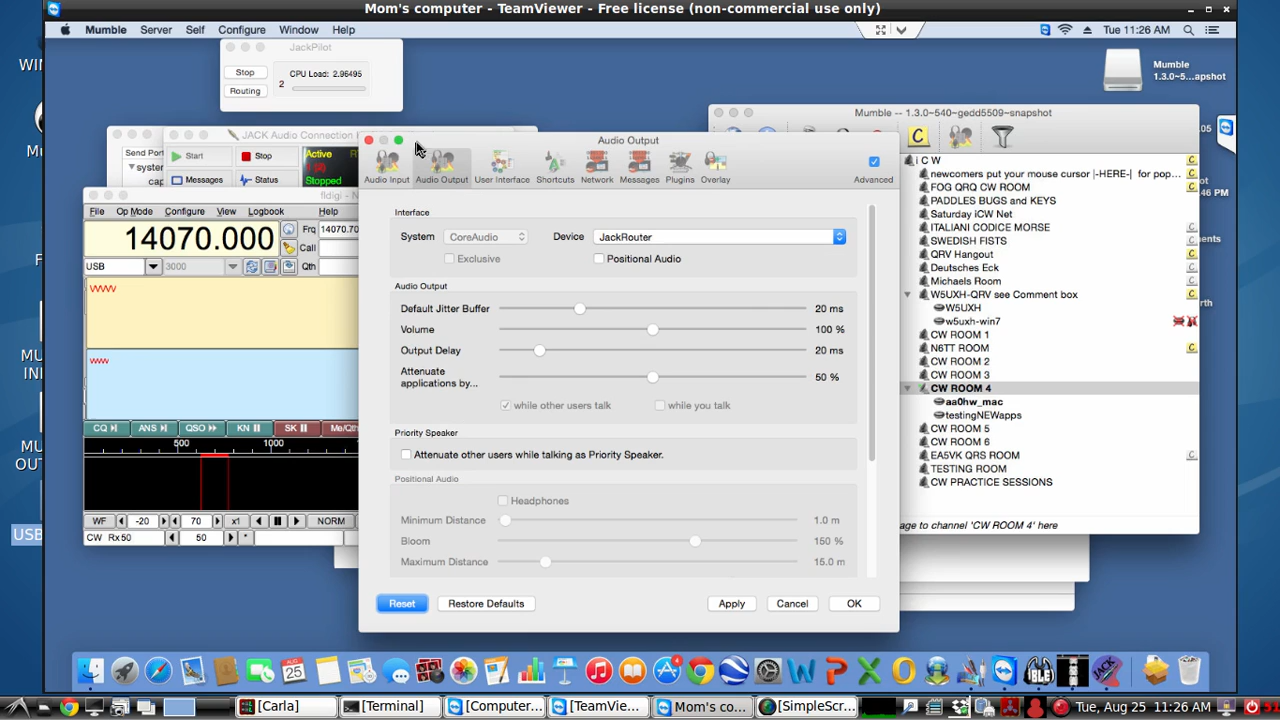 Mom's computer - TeamViewer - Free license (non-commercial use only)
Mumble Server Self Configure Window Help
Tue 11:26 AM
JackPilot
Stop
CPU Load: 2.96495
2
Routing
Mumble
1.3.0~5...apshot
Mumble -- 1.3.0~540~gedd5509~snapshot
JACK Audio Connection
Send Port
Start
Stop
Active
Stopped
Messages
Status
Audio Output
Audio Input
Audio Output
User Interface
Shortcuts
Network
Messages
Plugins
Overlay
Advanced
File Op Mode Configure View Logbook Help
14070.000
Frq 14070.70
Call
USB
3000
Qth
CQ
ANS
QSO
KN
SK
Me/Qth
500
1000
WF
-20
70
x1
NORM
CW Rx50
50
Interface
System
CoreAudio
Device
JackRouter
Exclusive
Positional Audio
Audio Output
Default Jitter Buffer
20 ms
Volume
100 %
Output Delay
20 ms
Attenuate
applications by...
50 %
while other users talk
while you talk
Priority Speaker
Attenuate other users while talking as Priority Speaker.
Positional Audio
Headphones
Minimum Distance
1.0 m
Bloom
150 %
Maximum Distance
15.0 m
Reset
Restore Defaults
Apply
Cancel
OK
i C W
newcomers put your mouse cursor |-HERE-| for pop...
FOG QRQ CW ROOM
PADDLES BUGS and KEYS
Saturday iCW Net
ITALIANI CODICE MORSE
SWEDISH FISTS
QRV Hangout
Deutsches Eck
Michaels Room
W5UXH-QRV see Comment box
W5UXH
w5uxh-win7
CW ROOM 1
N6TT ROOM
CW ROOM 2
CW ROOM 3
CW ROOM 4
aa0hw_mac
testingNEWapps
CW ROOM 5
CW ROOM 6
EA5VK QRS ROOM
TESTING ROOM
CW PRACTICE SESSIONS
age to channel 'CW ROOM 4' here
AUG
25
4
[Carla]
[Terminal]
[Computer...
[TeamVie...
Mom's co...
[SimpleScr...
Tue, Aug 25, 11:26 AM